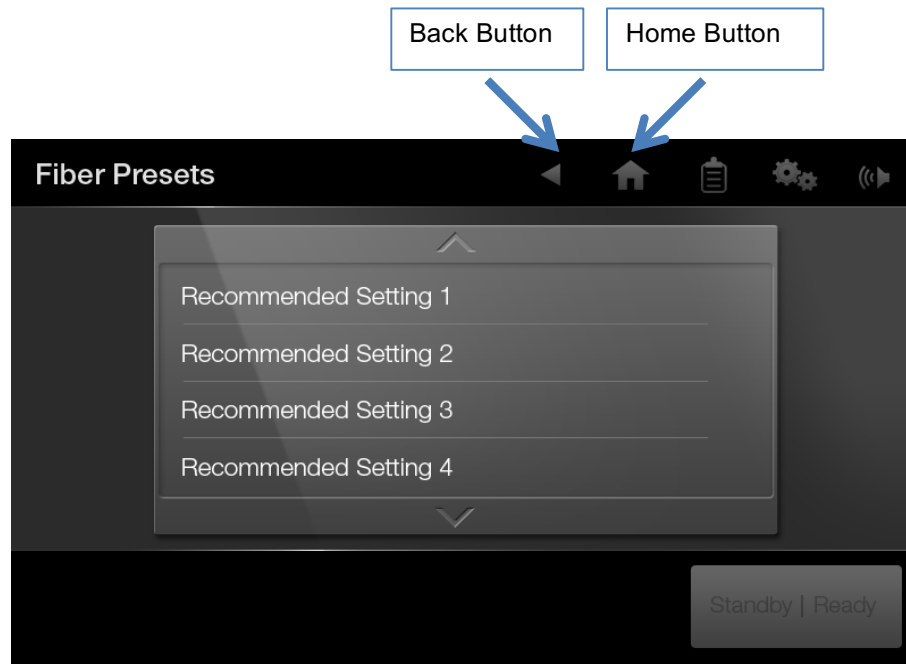 Back Button
Home Button
Fiber Presets
Recommended Setting 1
Recommended Setting 2
Recommended Setting 3
Recommended Setting 4
Standby | Ready